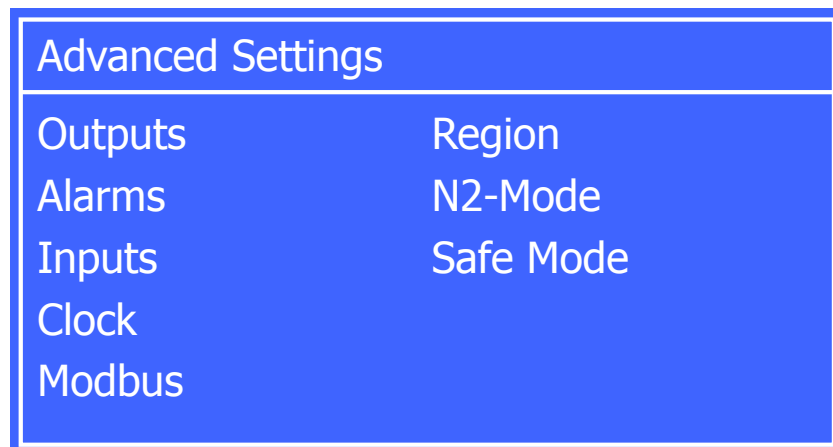 Advanced Settings
Outputs
Alarms
Inputs
Clock
Modbus
Region
N2-Mode
Safe Mode